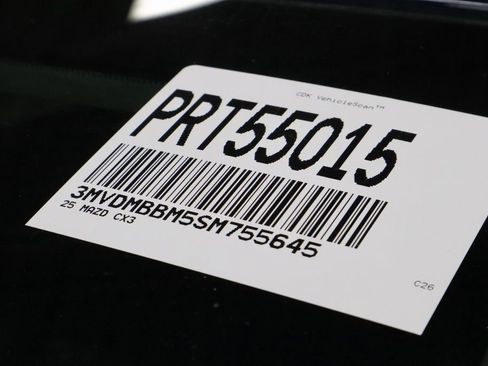 CDK VehicleScan™
PRT55015
3MVDMBBM5SM755645
25 MAZD CX3
C26